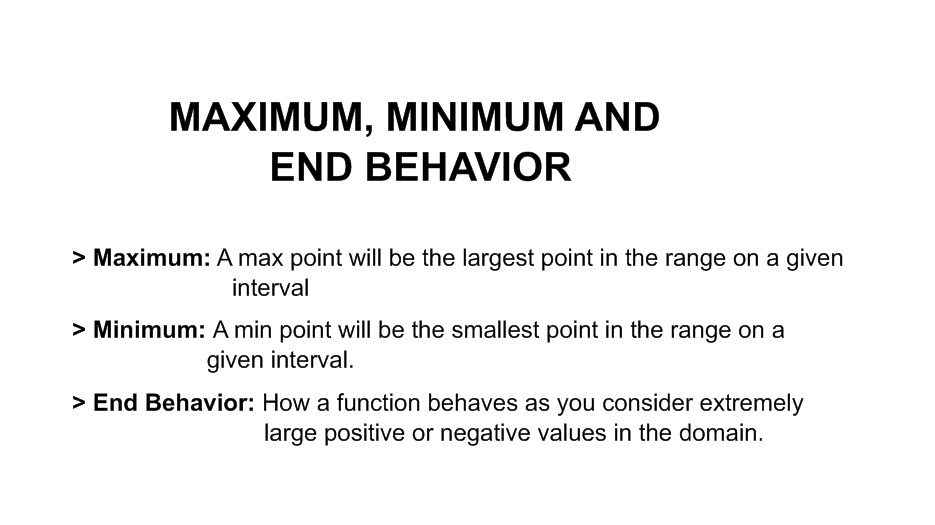 MAXIMUM, MINIMUM AND
END BEHAVIOR
> Maximum: A max point will be the largest point in the range on a given
interval
> Minimum: A min point will be the smallest point in the range on a
given interval.
> End Behavior: How a function behaves as you consider extremely
large positive or negative values in the domain.